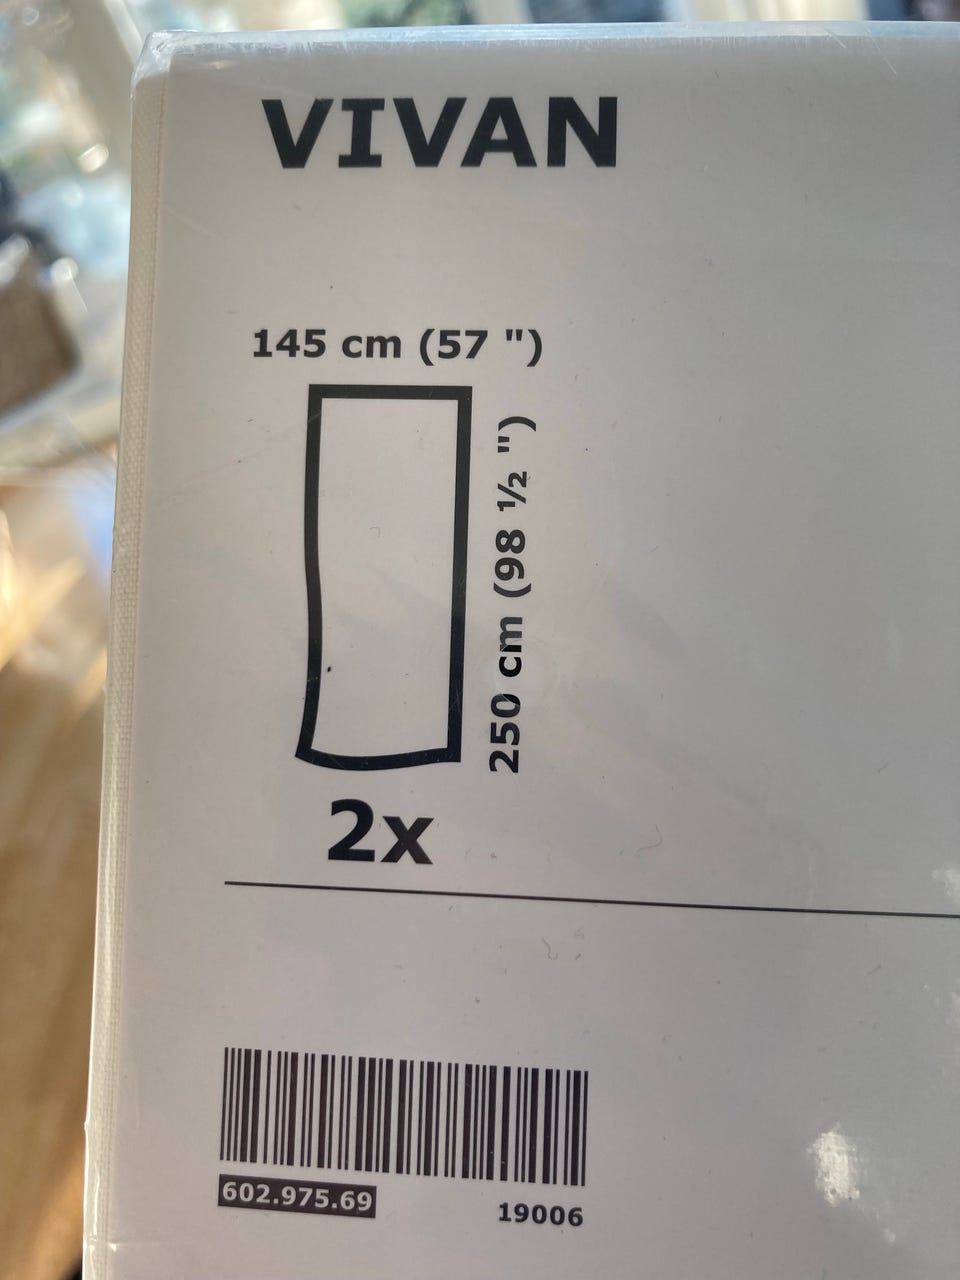 VIVAN
145 cm (57 ")
250 cm (98 ½ ")
2x
602.975.69
19006